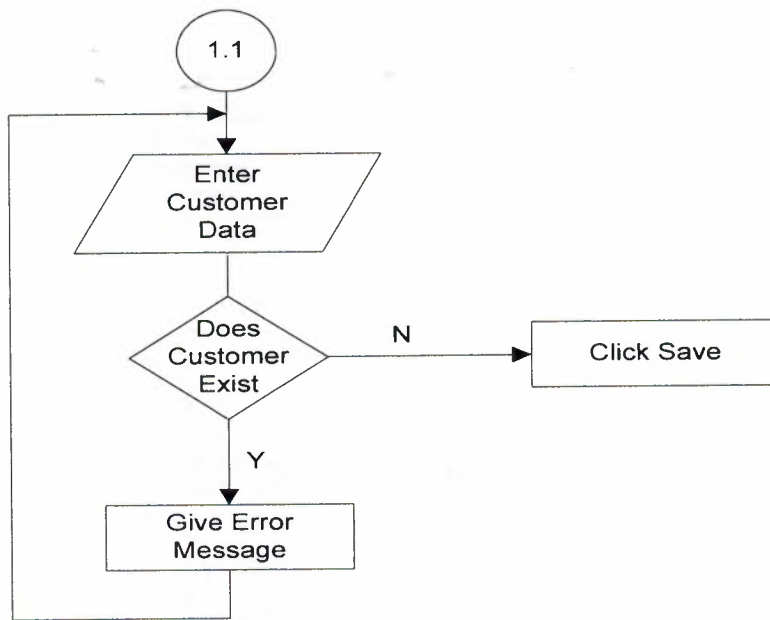 1.1
Enter
Customer
Data
Does
Customer
Exist
N
Click Save
Y
Give Error
Message